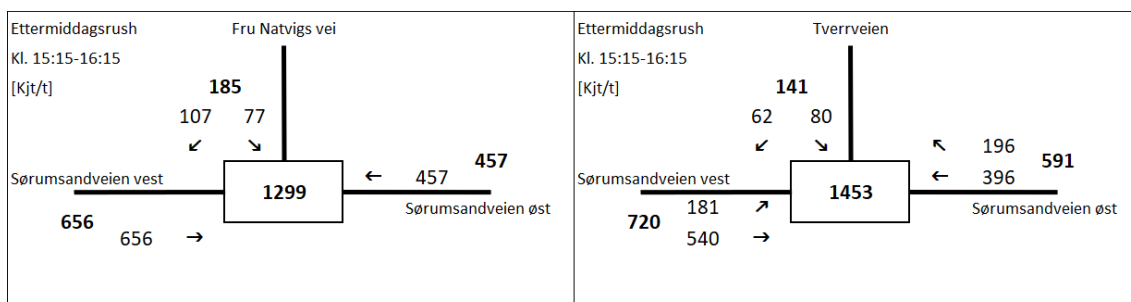 Ettermiddagsrush
Fru Natvigs vei
Kl. 15:15-16:15
[Kjt/t]
185
107 77
↙ ↘
457
← 457
Sørumsandveien vest
1299
Sørumsandveien øst
656
656 →
Ettermiddagsrush
Tverrveien
Kl. 15:15-16:15
[Kjt/t]
141
62 80
↙ ↘
↖ 196
591
← 396
Sørumsandveien vest
1453
Sørumsandveien øst
181 ↗
720
540 →